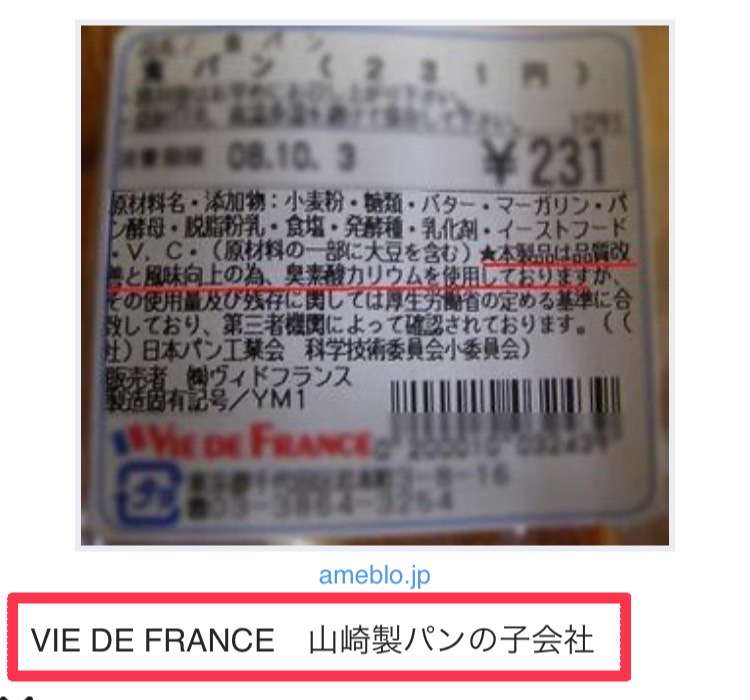 食パン(231円)
消費期限 08.10.3 ¥231
原材料名・添加物:小麦粉・糖類・バター・マーガリン・パ
ン酵母・脱脂粉乳・食塩・発酵種・乳化剤・イーストフード
・V.C・(原材料の一部に大豆を含む)★本製品は品質改
善と風味向上の為、臭素酸カリウムを使用しておりますが、
その使用量及び残存に関しては厚生労働省の定める基準に合
致しており、第三者機関によって確認されております。((
社)日本パン工業会 科学技術委員会小委員会)
販売者 ㈱ヴィドフランス
製造固有記号/YM1
VIE DE FRANCE
プラ
☎03-3864-3264
ameblo.jp
VIE DE FRANCE 山崎製パンの子会社